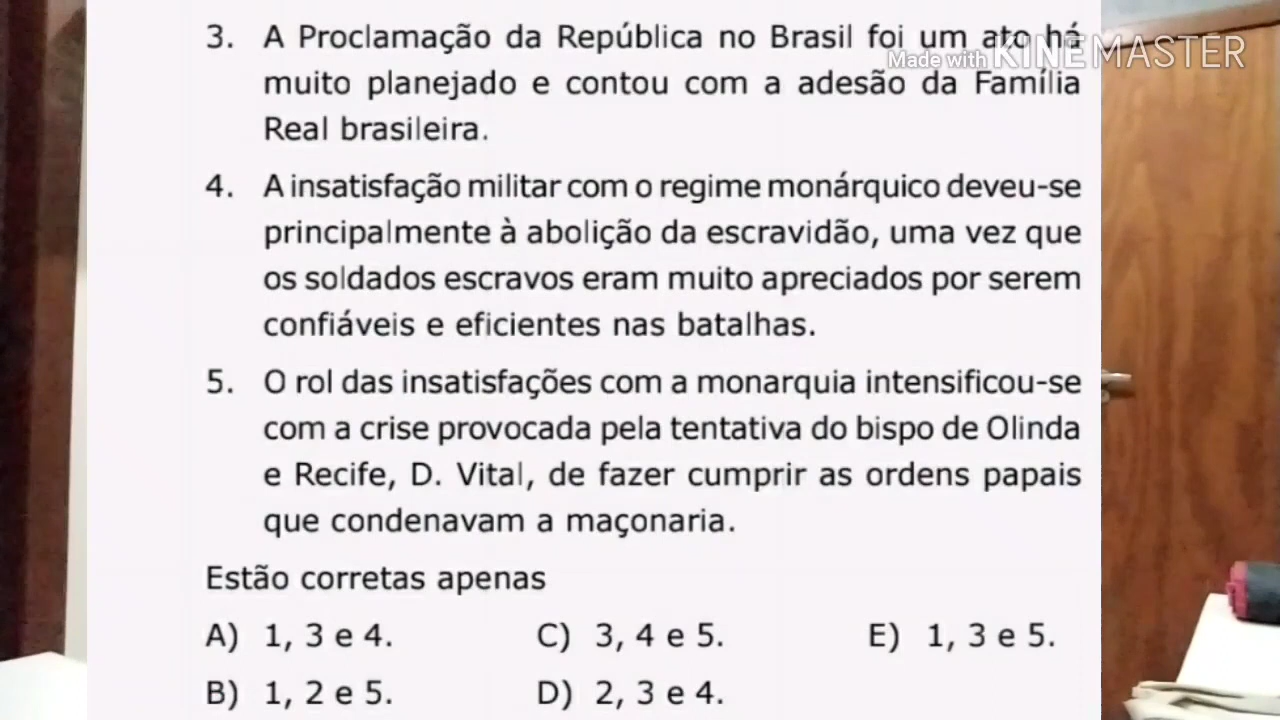 3. A Proclamação da República no Brasil foi um ato há
Made with KINEMASTER
muito planejado e contou com a adesão da Família
Real brasileira.
4. A insatisfação militar com o regime monárquico deveu-se
principalmente à abolição da escravidão, uma vez que
os soldados escravos eram muito apreciados por serem
confiáveis e eficientes nas batalhas.
5. O rol das insatisfações com a monarquia intensificou-se
com a crise provocada pela tentativa do bispo de Olinda
e Recife, D. Vital, de fazer cumprir as ordens papais
que condenavam a maçonaria.
Estão corretas apenas
A) 1, 3 e 4. C) 3, 4 e 5. E) 1, 3 e 5.
B) 1, 2 e 5. D) 2, 3 e 4.